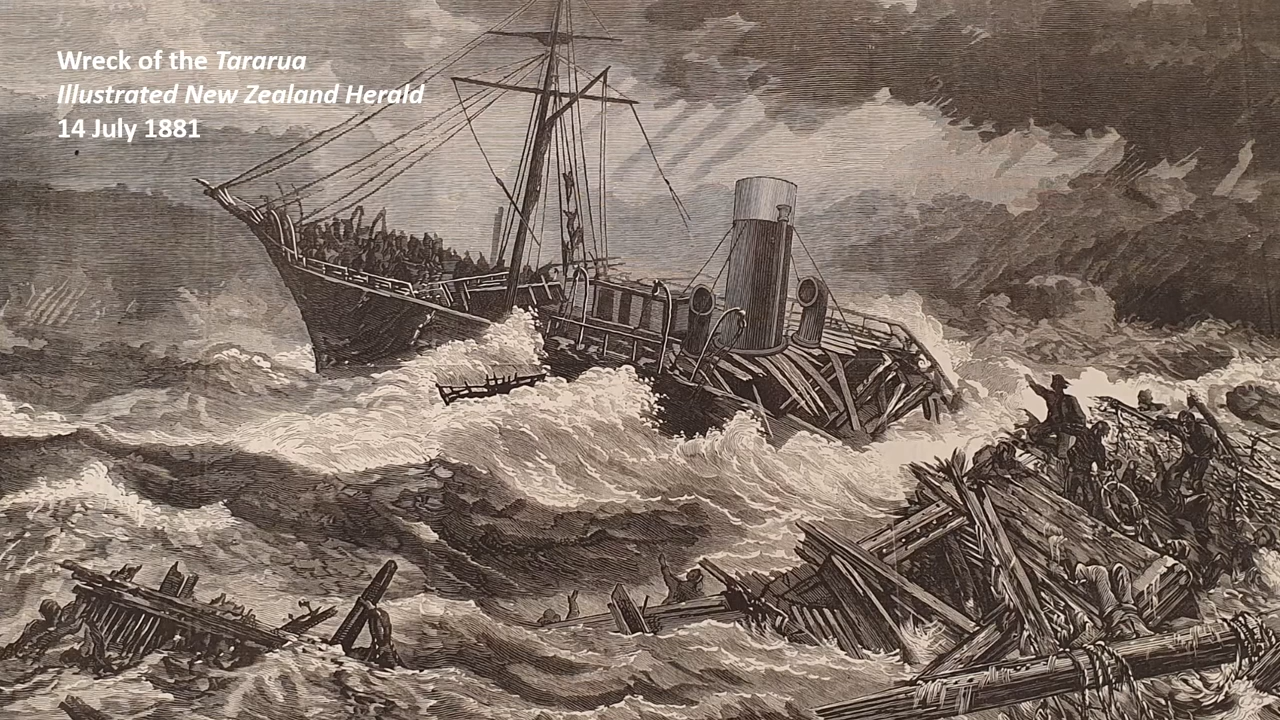 Wreck of the Tararua
Illustrated New Zealand Herald
14 July 1881